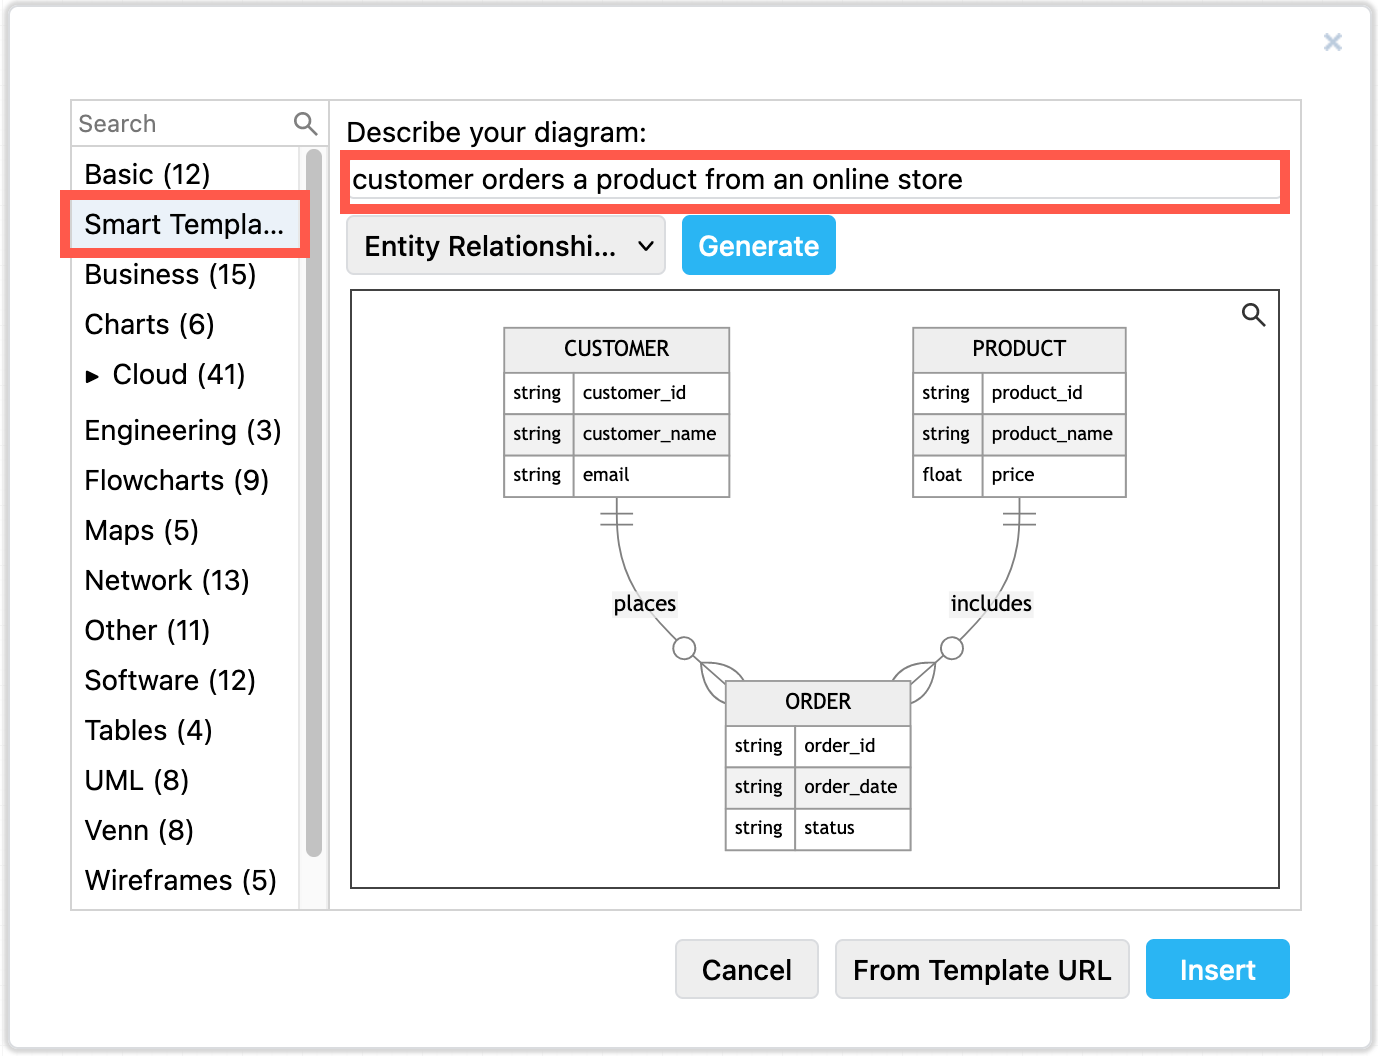 ×
Search
Basic (12)
Smart Templa...
Business (15)
Charts (6)
▸ Cloud (41)
Engineering (3)
Flowcharts (9)
Maps (5)
Network (13)
Other (11)
Software (12)
Tables (4)
UML (8)
Venn (8)
Wireframes (5)
Describe your diagram:
customer orders a product from an online store
Entity Relationshi...
Generate
CUSTOMER
string customer_id
string customer_name
string email
PRODUCT
string product_id
string product_name
float price
places
includes
ORDER
string order_id
string order_date
string status
Cancel
From Template URL
Insert